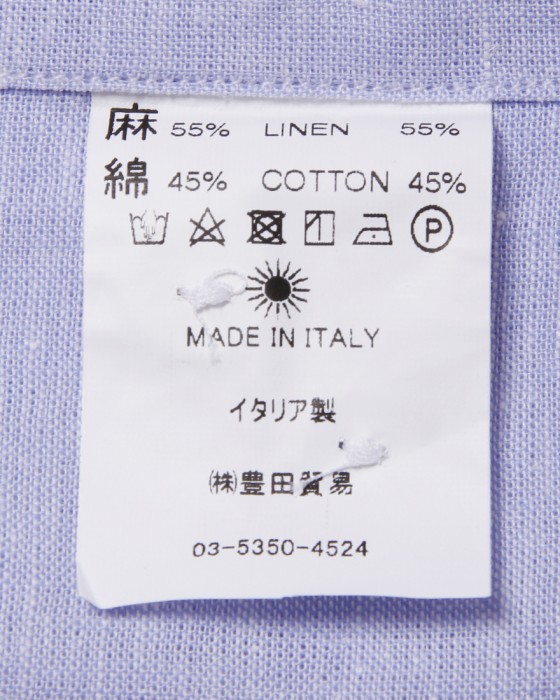 麻 55% LINEN 55%
綿 45% COTTON 45%
P
MADE IN ITALY
イタリア製
㈱豊田貿易
03-5350-4524